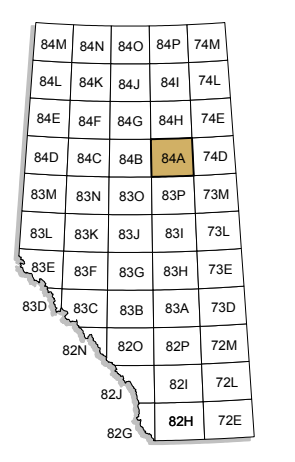 84M 84N 84O 84P 74M
84L 84K 84J 84I 74L
84E 84F 84G 84H 74E
84D 84C 84B 84A 74D
83M 83N 83O 83P 73M
83L 83K 83J 83I 73L
83E 83F 83G 83H 73E
83D 83C 83B 83A 73D
82N 82O 82P 72M
82J 82I 72L
82G 82H 72E